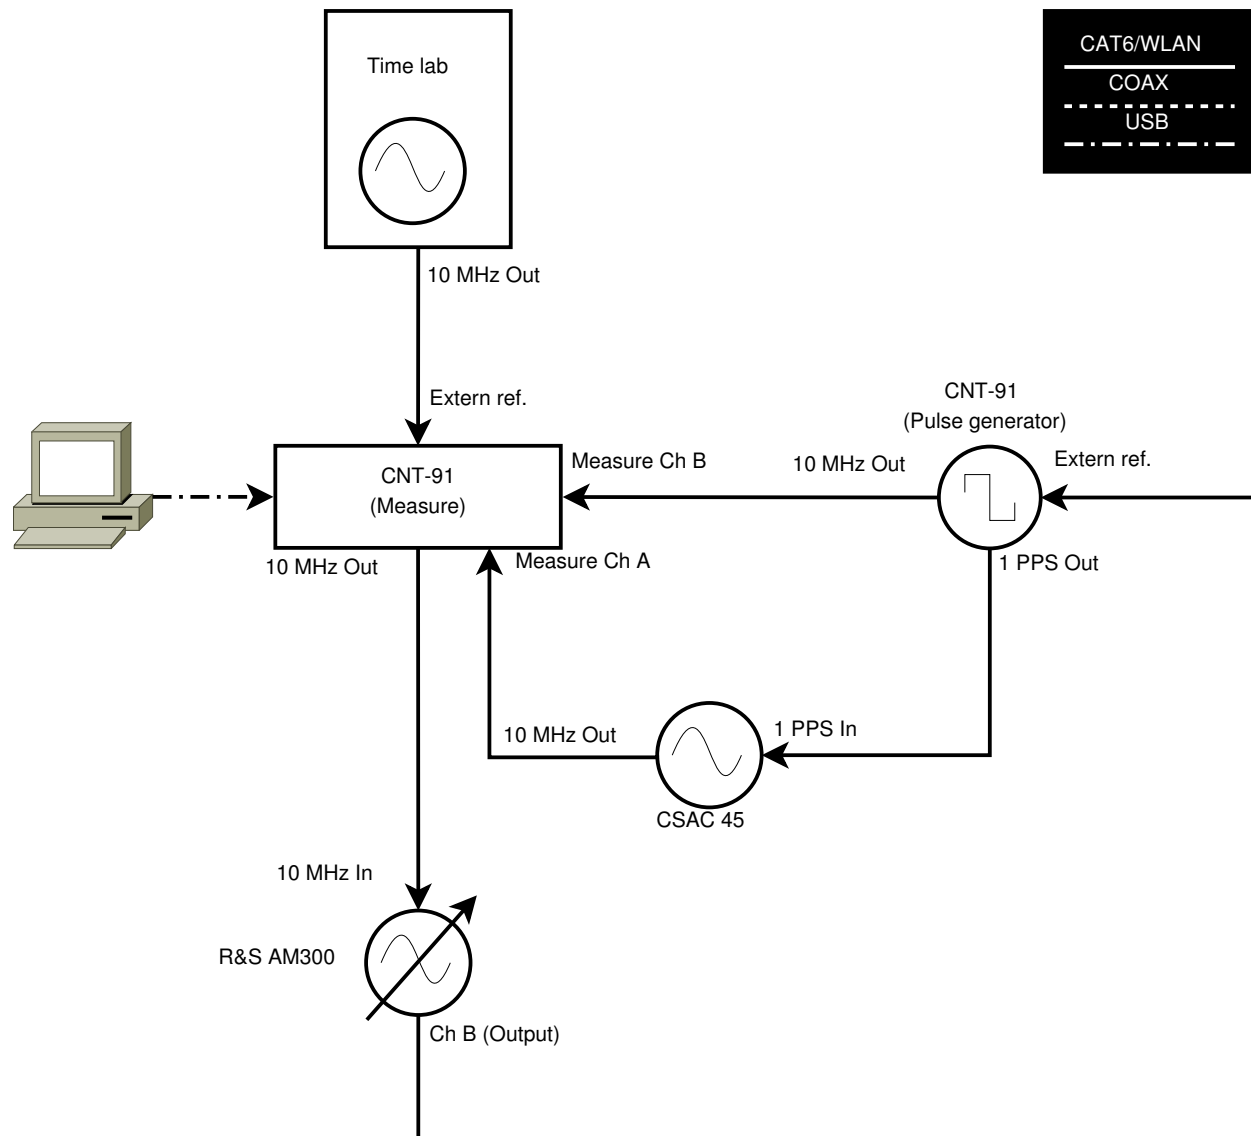 Time lab
CAT6/WLAN
COAX
USB
10 MHz Out
Extern ref.
CNT-91
(Pulse generator)
CNT-91
(Measure)
Measure Ch B
10 MHz Out
Extern ref.
10 MHz Out
Measure Ch A
1 PPS Out
10 MHz Out
1 PPS In
CSAC 45
10 MHz In
R&S AM300
Ch B (Output)